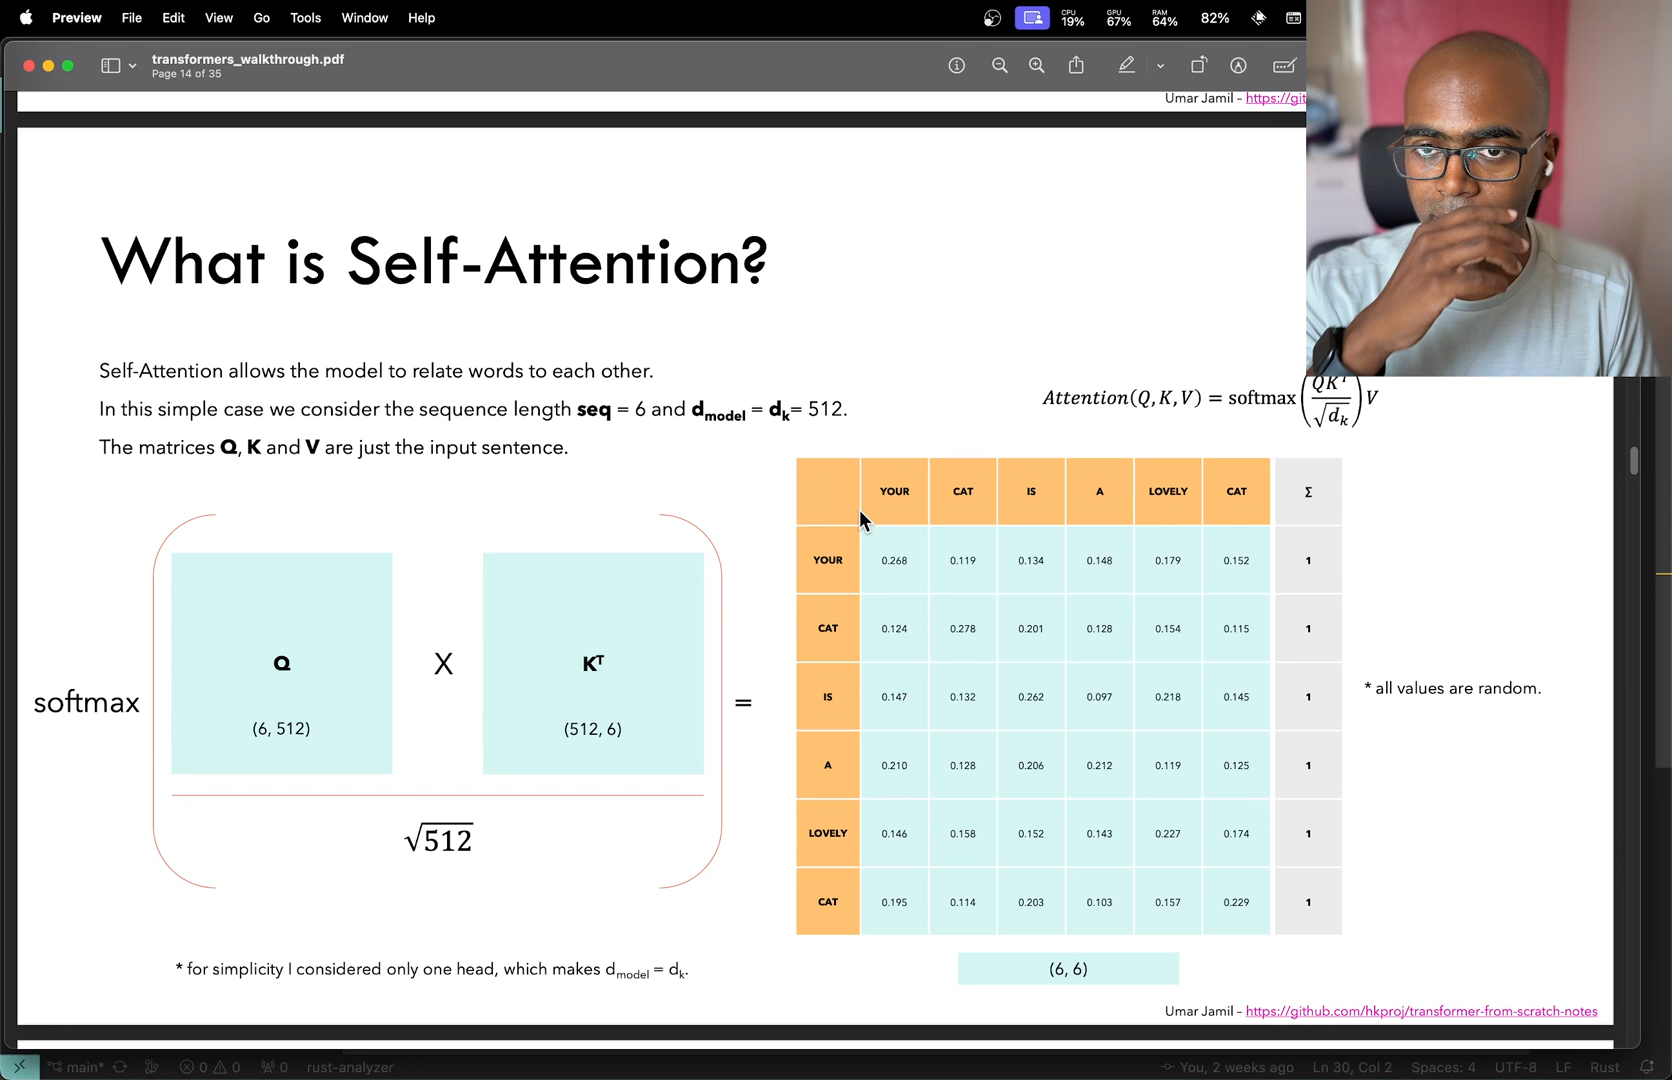 Preview File Edit View Go Tools Window Help CPU 19% GPU 67% RAM 64% 82%
transformers_walkthrough.pdf
Page 14 of 35
Umar Jamil – https://git
What is Self-Attention?
Self-Attention allows the model to relate words to each other.
In this simple case we consider the sequence length seq = 6 and d_model = d_k = 512.
The matrices Q, K and V are just the input sentence.
Attention(Q, K, V) = softmax(QKᵀ/√d_k)V
softmax
Q
(6, 512)
X
Kᵀ
(512, 6)
√512
=
YOUR CAT IS A LOVELY CAT Σ
YOUR 0.268 0.119 0.134 0.148 0.179 0.152 1
CAT 0.124 0.278 0.201 0.128 0.154 0.115 1
IS 0.147 0.132 0.262 0.097 0.218 0.145 1
A 0.210 0.128 0.206 0.212 0.119 0.125 1
LOVELY 0.146 0.158 0.152 0.143 0.227 0.174 1
CAT 0.195 0.114 0.203 0.103 0.157 0.229 1
* all values are random.
* for simplicity I considered only one head, which makes d_model = d_k.
(6, 6)
Umar Jamil – https://github.com/hkproj/transformer-from-scratch-notes
main* 0 0 0 rust-analyzer You, 2 weeks ago Ln 30, Col 2 Spaces: 4 UTF-8 LF Rust